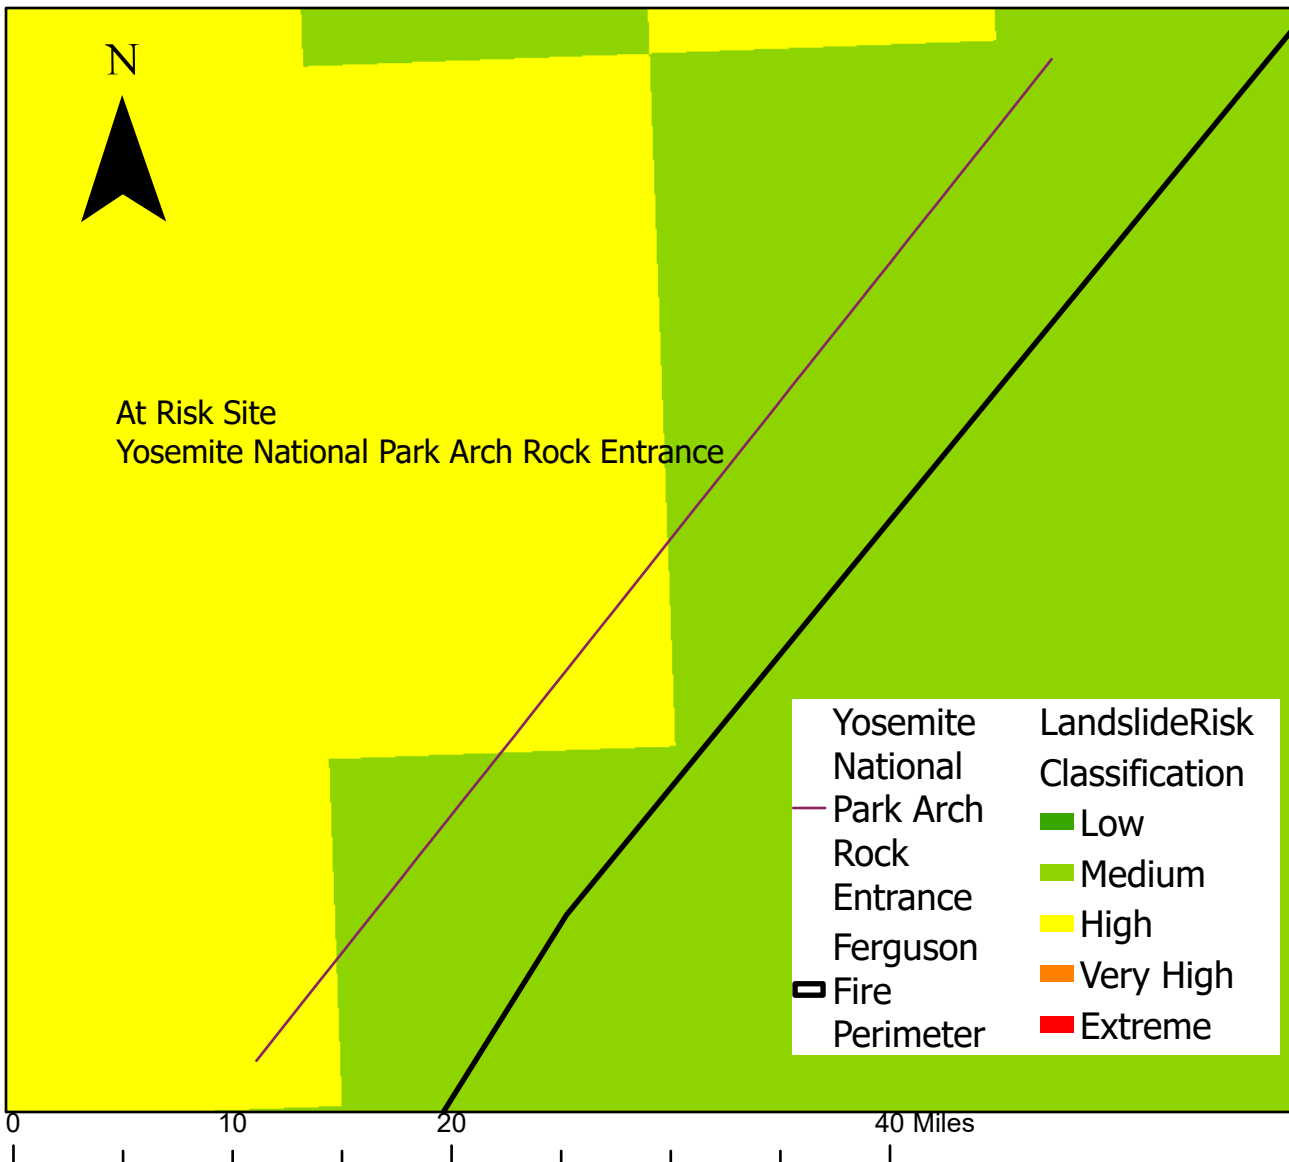 N
At Risk Site
Yosemite National Park Arch Rock Entrance
Yosemite
National
Park Arch
Rock
Entrance
Ferguson
Fire
Perimeter
LandslideRisk
Classification
Low
Medium
High
Very High
Extreme
0 10 20 40 Miles